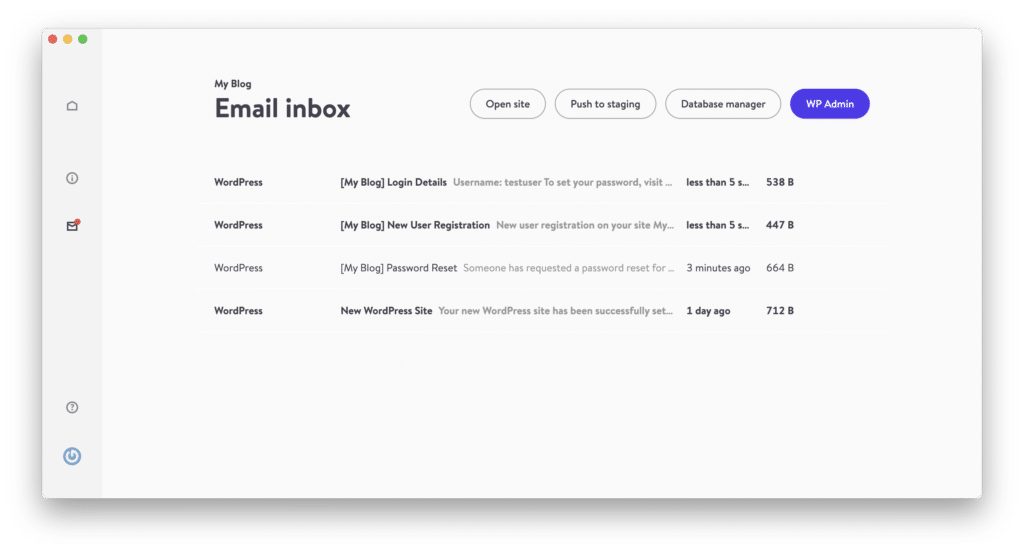 My Blog
Email inbox
Open site
Push to staging
Database manager
WP Admin
WordPress [My Blog] Login Details Username: testuser To set your password, visit ... less than 5 s... 538 B
WordPress [My Blog] New User Registration New user registration on your site My... less than 5 s... 447 B
WordPress [My Blog] Password Reset Someone has requested a password reset for ... 3 minutes ago 664 B
WordPress New WordPress Site Your new WordPress site has been successfully set... 1 day ago 712 B